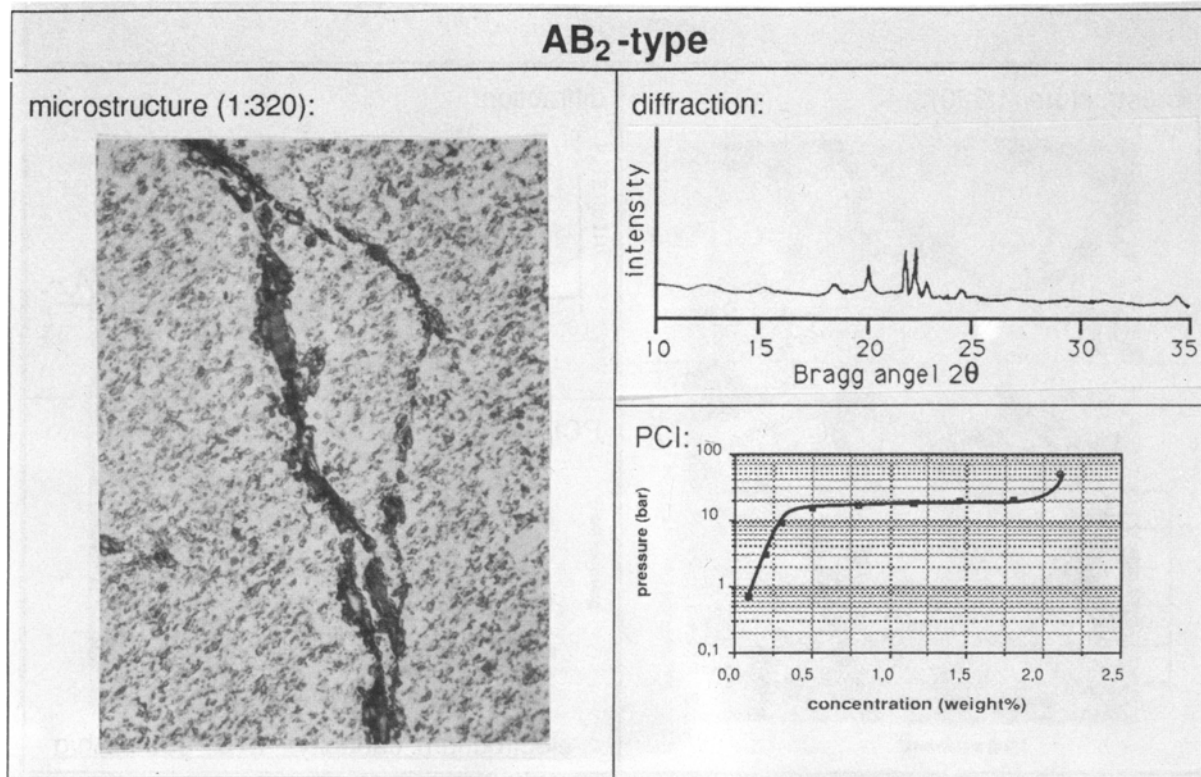 AB₂-type
microstructure (1:320):
diffraction:
intensity
10 15 20 25 30 35
Bragg angel 2θ
PCI:
pressure (bar)
100
10
1
0,1
0,0 0,5 1,0 1,5 2,0 2,5
concentration (weight%)